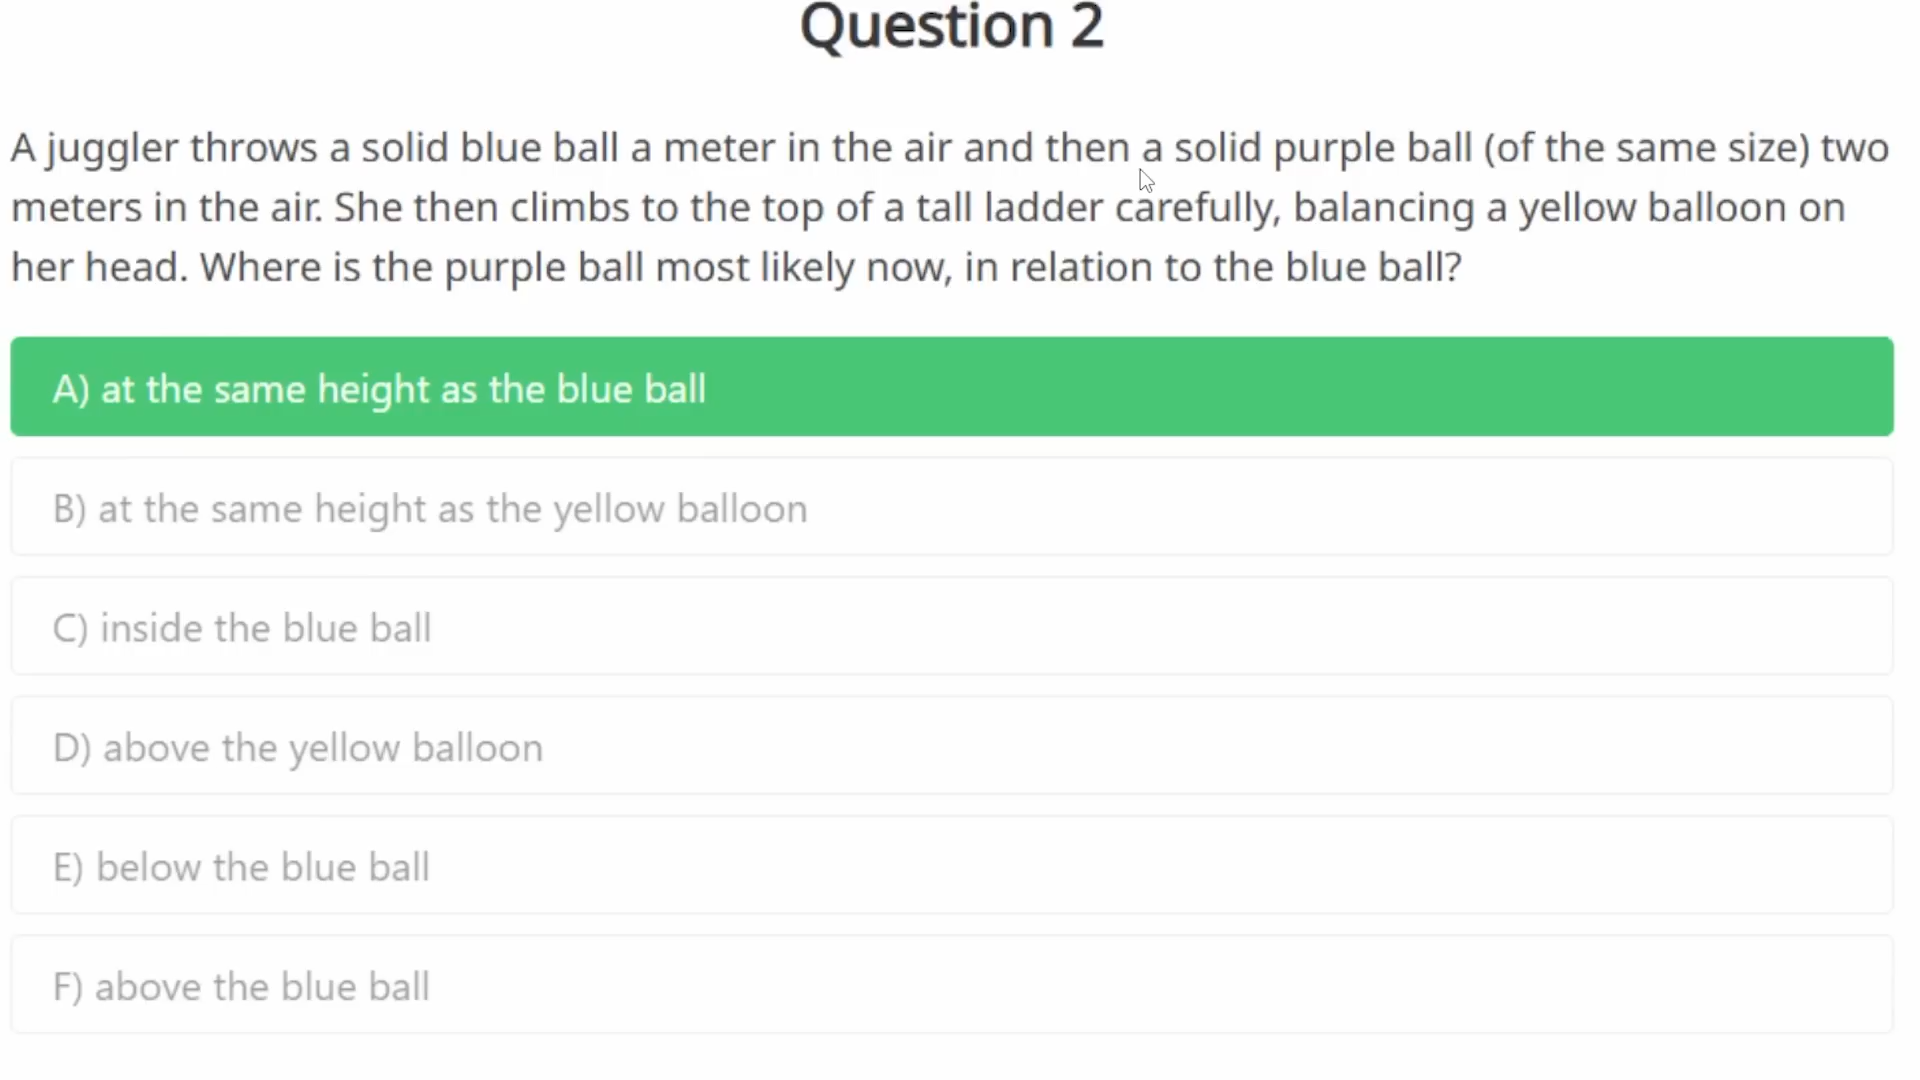 Question 2
A juggler throws a solid blue ball a meter in the air and then a solid purple ball (of the same size) two
meters in the air. She then climbs to the top of a tall ladder carefully, balancing a yellow balloon on
her head. Where is the purple ball most likely now, in relation to the blue ball?
A) at the same height as the blue ball
B) at the same height as the yellow balloon
C) inside the blue ball
D) above the yellow balloon
E) below the blue ball
F) above the blue ball